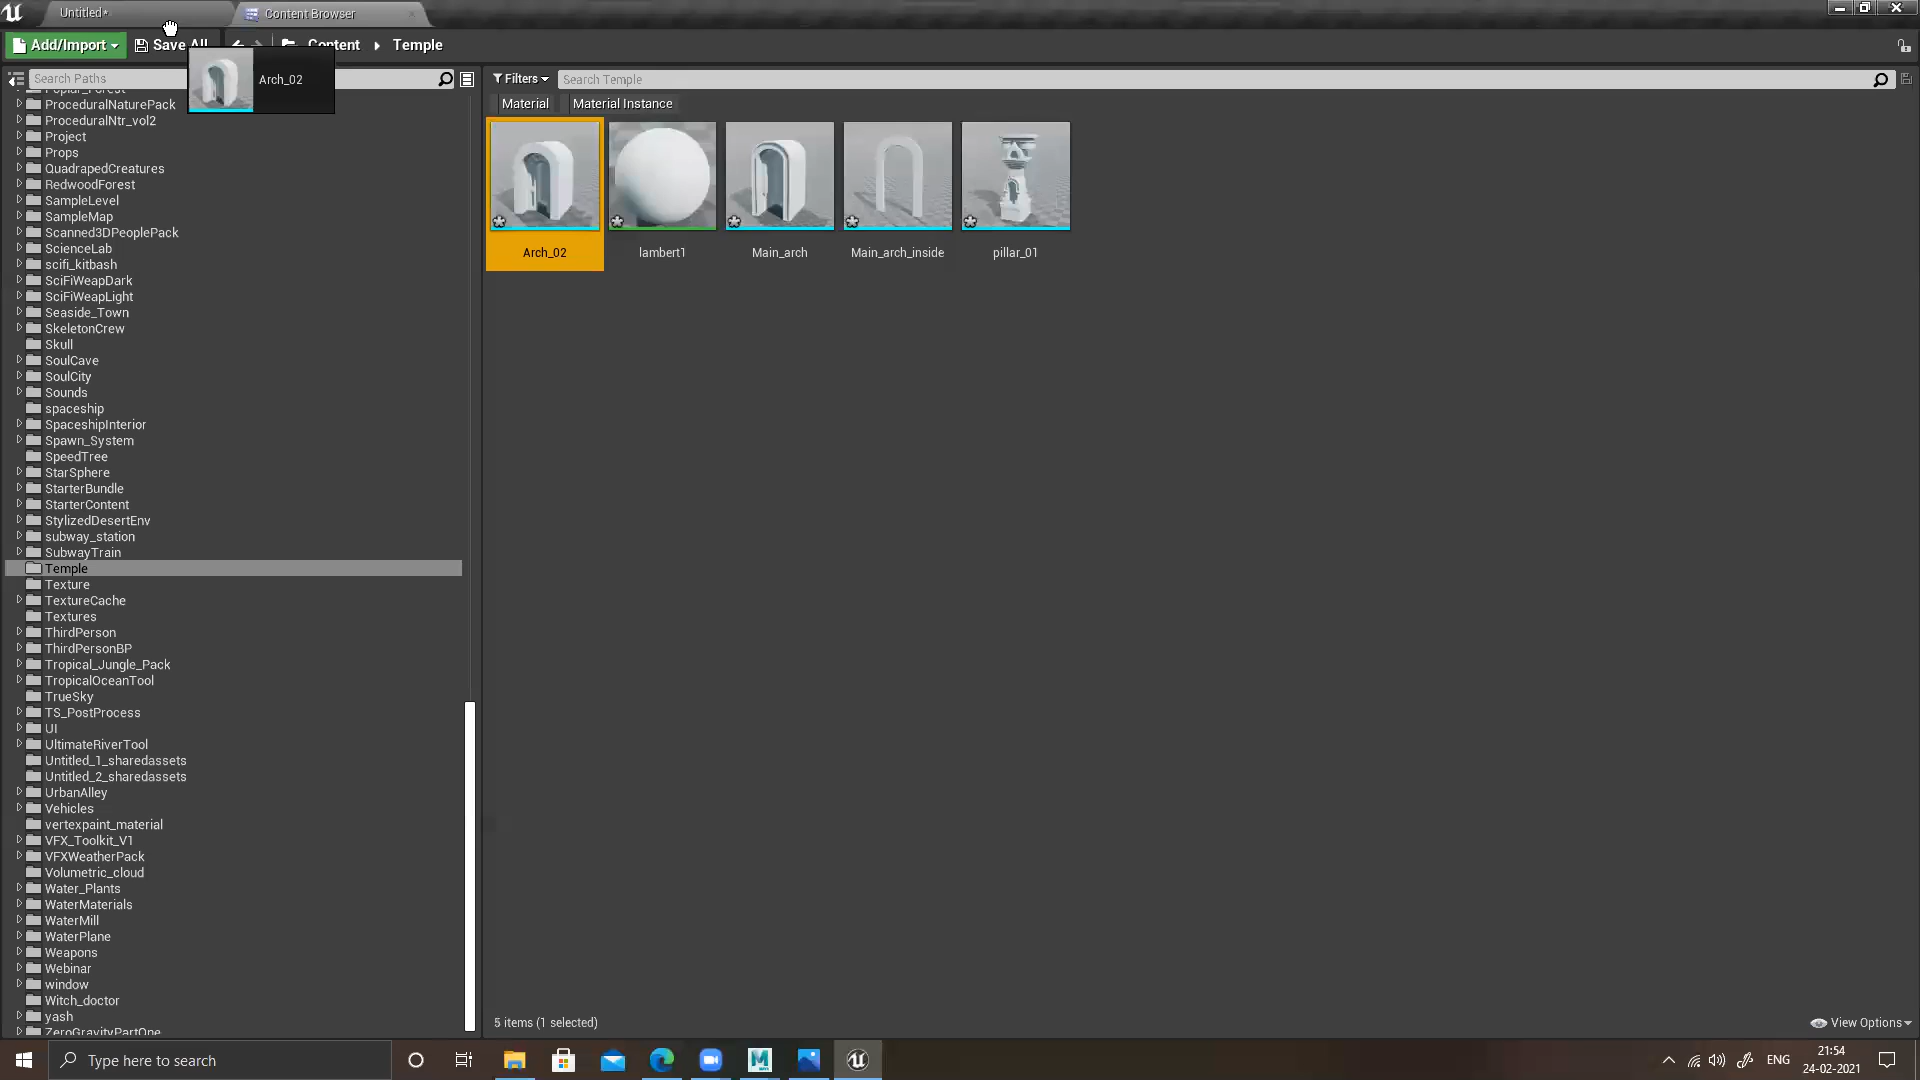 Untitled*
Content Browser
Add/Import
Save All
Content
Temple
Search Paths
Arch_02
Filters
Search Temple
Material
Material Instance
Poplar_Forest
ProceduralNaturePack
ProceduralNtr_vol2
Project
Props
QuadrapedCreatures
RedwoodForest
SampleLevel
SampleMap
Scanned3DPeoplePack
ScienceLab
scifi_kitbash
SciFiWeapDark
SciFiWeapLight
Seaside_Town
SkeletonCrew
Skull
SoulCave
SoulCity
Sounds
spaceship
SpaceshipInterior
Spawn_System
SpeedTree
StarSphere
StarterBundle
StarterContent
StylizedDesertEnv
subway_station
SubwayTrain
Temple
Texture
TextureCache
Textures
ThirdPerson
ThirdPersonBP
Tropical_Jungle_Pack
TropicalOceanTool
TrueSky
TS_PostProcess
UI
UltimateRiverTool
Untitled_1_sharedassets
Untitled_2_sharedassets
UrbanAlley
Vehicles
vertexpaint_material
VFX_Toolkit_V1
VFXWeatherPack
Volumetric_cloud
Water_Plants
WaterMaterials
WaterMill
WaterPlane
Weapons
Webinar
window
Witch_doctor
yash
ZeroGravityPartOne
Arch_02
lambert1
Main_arch
Main_arch_inside
pillar_01
5 items (1 selected)
View Options
Type here to search
ENG
21:54
24-02-2021